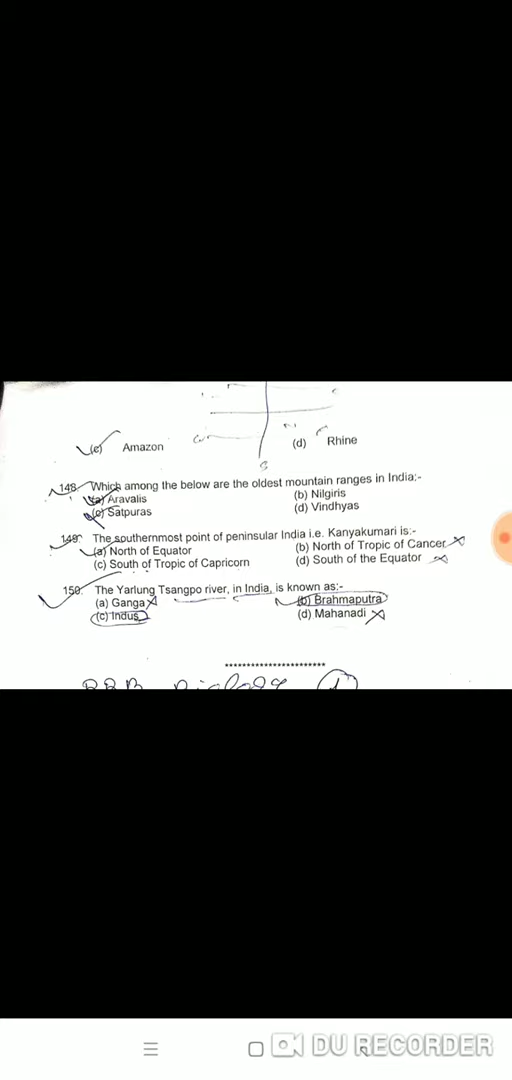 (c) Amazon (d) Rhine
148. Which among the below are the oldest mountain ranges in India:-
(a) Aravalis (b) Nilgiris
(c) Satpuras (d) Vindhyas
149. The southernmost point of peninsular India i.e. Kanyakumari is:-
(a) North of Equator (b) North of Tropic of Cancer
(c) South of Tropic of Capricorn (d) South of the Equator
150. The Yarlung Tsangpo river, in India, is known as:-
(a) Ganga (b) Brahmaputra
(c) Indus (d) Mahanadi
***********************
DU RECORDER